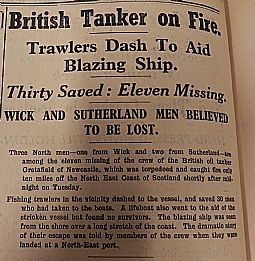 British Tanker on Fire.
Trawlers Dash To Aid
Blazing Ship.
Thirty Saved: Eleven Missing.
WICK AND SUTHERLAND MEN BELIEVED
TO BE LOST.
Three North men—one from Wick and two from Sutherland—are
among the eleven missing of the crew of the British oil tanker
Gretafield of Newcastle, which was torpedoed and caught fire only
ten miles off the North East Coast of Scotland shortly after mid-
night on Tuesday.
Fishing trawlers in the vicinity dashed to the vessel, and saved 30 men
who had taken to the boats. A lifeboat also went to the aid of the
stricken vessel but found no survivors. The blazing ship was seen
from the shore over a long stretch of the coast. The dramatic story
of their escape was told by members of the crew when they were
landed at a North-East port.